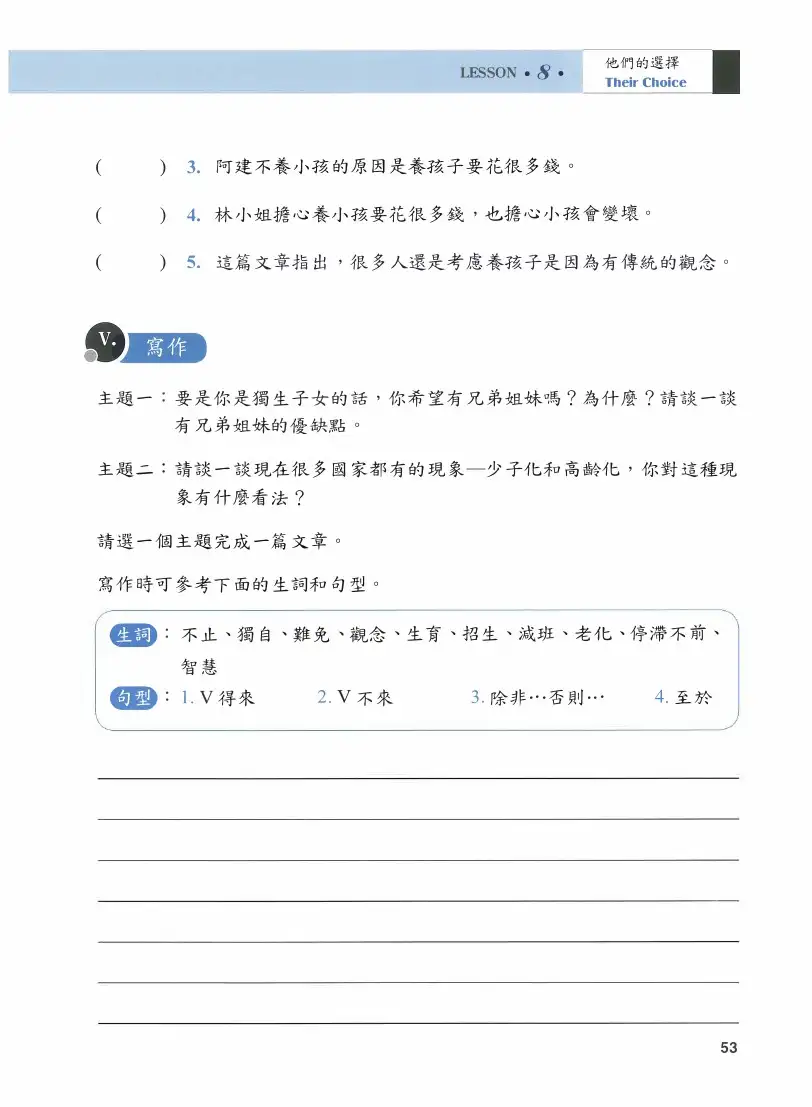 LESSON • 8 •
他們的選擇
Their Choice
(　　) 3. 阿建不養小孩的原因是養孩子要花很多錢。
(　　) 4. 林小姐擔心養小孩要花很多錢，也擔心小孩會變壞。
(　　) 5. 這篇文章指出，很多人還是考慮養孩子是因為有傳統的觀念。
V. 寫作
主題一：要是你是獨生子女的話，你希望有兄弟姐妹嗎？為什麼？請談一談
有兄弟姐妹的優缺點。
主題二：請談一談現在很多國家都有的現象—少子化和高齡化，你對這種現
象有什麼看法？
請選一個主題完成一篇文章。
寫作時可參考下面的生詞和句型。
生詞：不止、獨自、難免、觀念、生育、招生、減班、老化、停滯不前、
智慧
句型：1. V 得來 2. V 不來 3. 除非…否則… 4. 至於
53